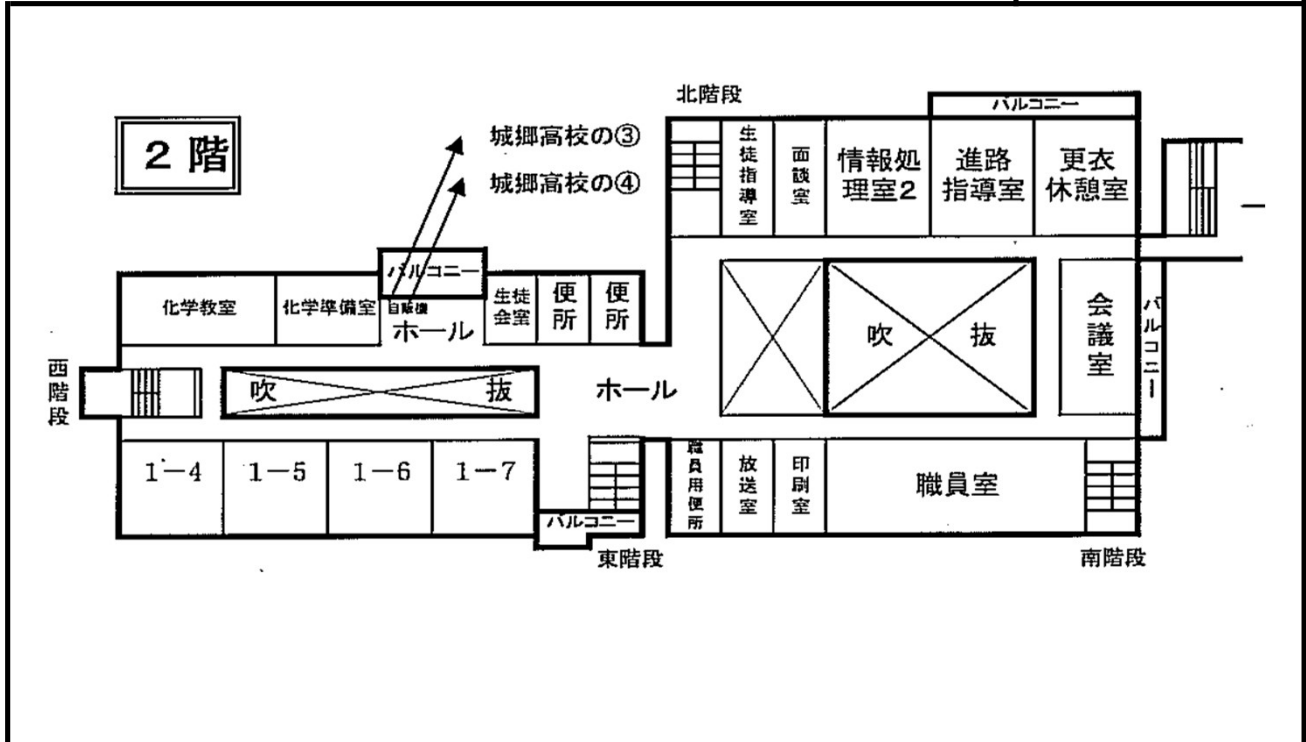 2階
城郷高校の③
城郷高校の④
北階段
バルコニー
生徒指導室
面談室
情報処理室2
進路指導室
更衣休憩室
バルコニー
化学教室
化学準備室
自販機
ホール
生徒会室
便所
便所
吹 抜
会議室
バルコニー
西階段
吹 抜
ホール
1-4
1-5
1-6
1-7
バルコニー
東階段
職員用便所
放送室
印刷室
職員室
南階段